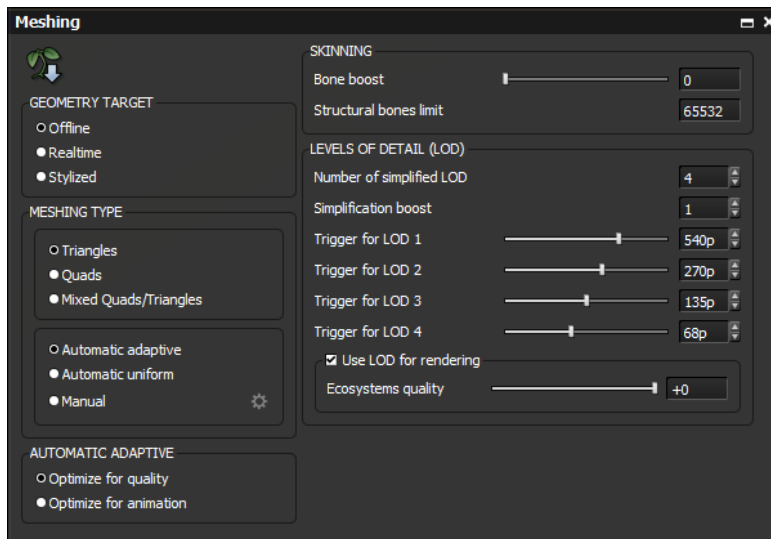 Meshing
GEOMETRY TARGET
Offline
Realtime
Stylized
MESHING TYPE
Triangles
Quads
Mixed Quads/Triangles
Automatic adaptive
Automatic uniform
Manual
AUTOMATIC ADAPTIVE
Optimize for quality
Optimize for animation
SKINNING
Bone boost 0
Structural bones limit 65532
LEVELS OF DETAIL (LOD)
Number of simplified LOD 4
Simplification boost 1
Trigger for LOD 1 540p
Trigger for LOD 2 270p
Trigger for LOD 3 135p
Trigger for LOD 4 68p
Use LOD for rendering
Ecosystems quality +0